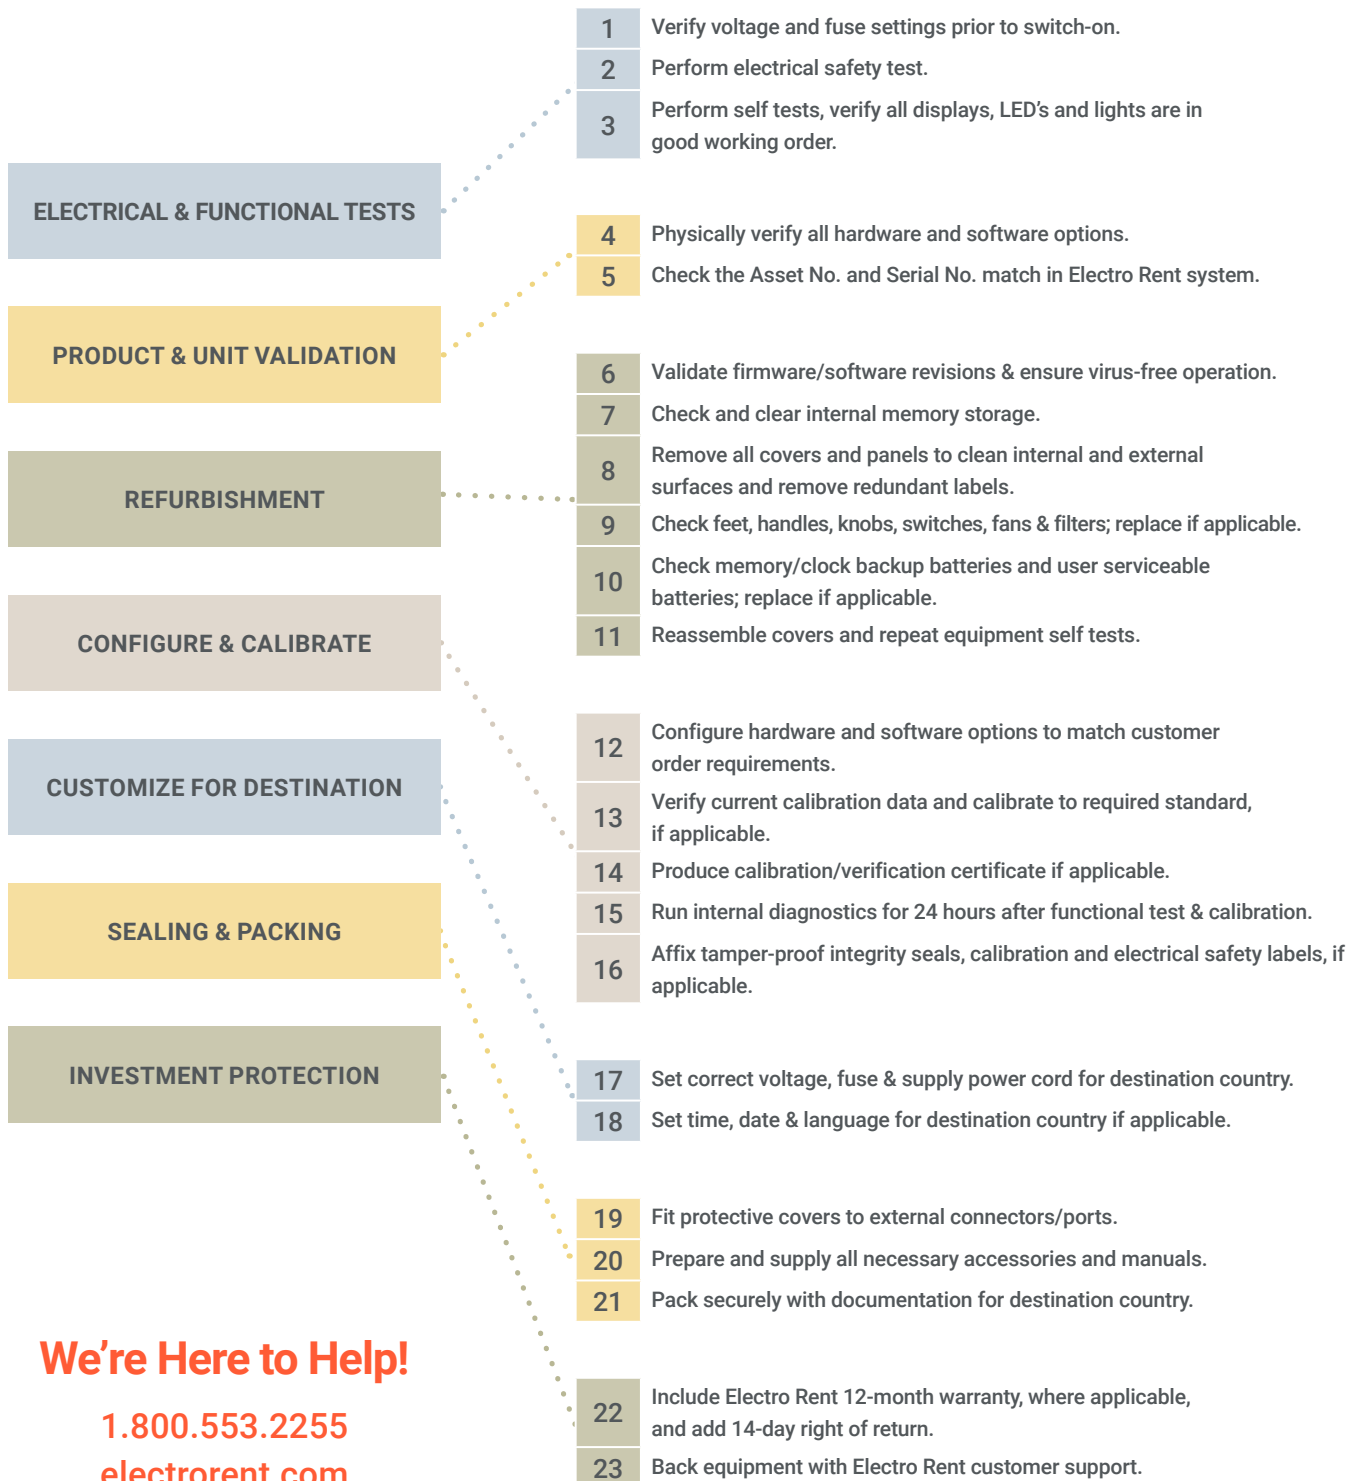 ELECTRICAL & FUNCTIONAL TESTS
PRODUCT & UNIT VALIDATION
REFURBISHMENT
CONFIGURE & CALIBRATE
CUSTOMIZE FOR DESTINATION
SEALING & PACKING
INVESTMENT PROTECTION
We're Here to Help!
1.800.553.2255
electrorent.com
1 Verify voltage and fuse settings prior to switch-on.
2 Perform electrical safety test.
3 Perform self tests, verify all displays, LED's and lights are in
good working order.
4 Physically verify all hardware and software options.
5 Check the Asset No. and Serial No. match in Electro Rent system.
6 Validate firmware/software revisions & ensure virus-free operation.
7 Check and clear internal memory storage.
8 Remove all covers and panels to clean internal and external
surfaces and remove redundant labels.
9 Check feet, handles, knobs, switches, fans & filters; replace if applicable.
10 Check memory/clock backup batteries and user serviceable
batteries; replace if applicable.
11 Reassemble covers and repeat equipment self tests.
12 Configure hardware and software options to match customer
order requirements.
13 Verify current calibration data and calibrate to required standard,
if applicable.
14 Produce calibration/verification certificate if applicable.
15 Run internal diagnostics for 24 hours after functional test & calibration.
16 Affix tamper-proof integrity seals, calibration and electrical safety labels, if
applicable.
17 Set correct voltage, fuse & supply power cord for destination country.
18 Set time, date & language for destination country if applicable.
19 Fit protective covers to external connectors/ports.
20 Prepare and supply all necessary accessories and manuals.
21 Pack securely with documentation for destination country.
22 Include Electro Rent 12-month warranty, where applicable,
and add 14-day right of return.
23 Back equipment with Electro Rent customer support.